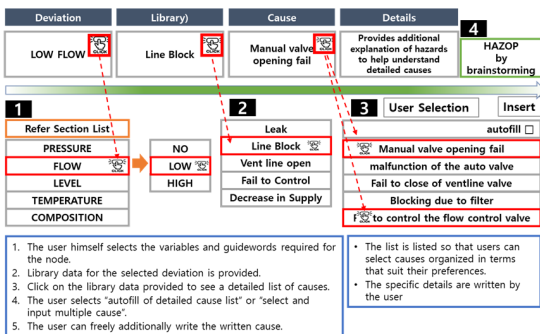 Deviation
Library)
Cause
Details
4
LOW FLOW
Line Block
Manual valve
opening fail
Provides additional
explanation of hazards
to help understand
detailed causes
HAZOP
by
brainstorming
1
2
3
User Selection
Insert
Refer Section List
PRESSURE
FLOW
LEVEL
TEMPERATURE
COMPOSITION
NO
LOW
HIGH
Leak
Line Block
Vent line open
Fail to Control
Decrease in Supply
autofill
Manual valve opening fail
malfunction of the auto valve
Fail to close of ventline valve
Blocking due to filter
to control the flow control valve
1. The user himself selects the variables and guidewords required for
the node.
2. Library data for the selected deviation is provided.
3. Click on the library data provided to see a detailed list of causes.
4. The user selects “autofill of detailed cause list” or “select and
input multiple cause”.
5. The user can freely additionally write the written cause.
• The list is listed so that users can
select causes organized in terms
that suit their preferences.
• The specific details are written by
the user